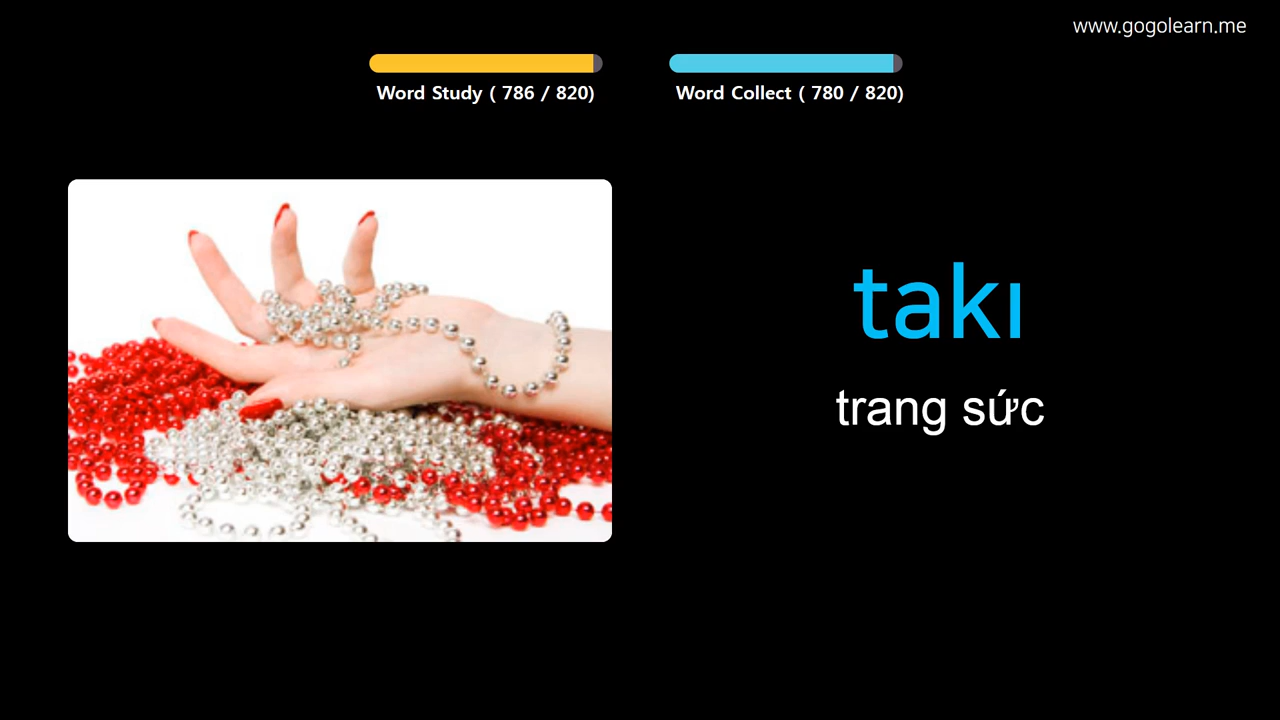 www.gogolearn.me
Word Study ( 786 / 820)
Word Collect ( 780 / 820)
takı
trang sức